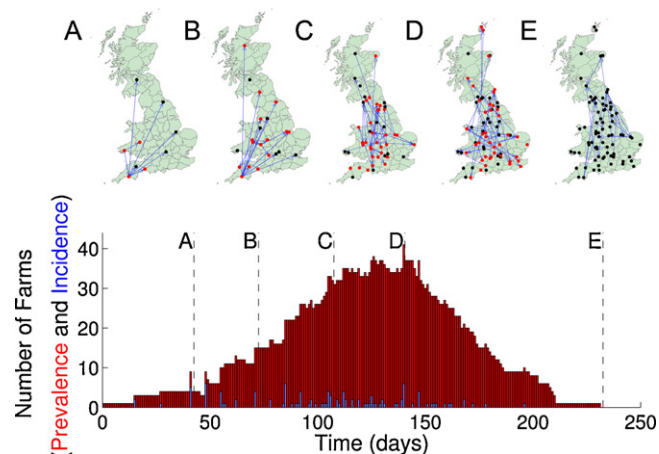 A B C D E
A B C D E
40
30
20
10
0
Number of Farms
(Prevalence and Incidence)
0 50 100 150 200 250
Time (days)